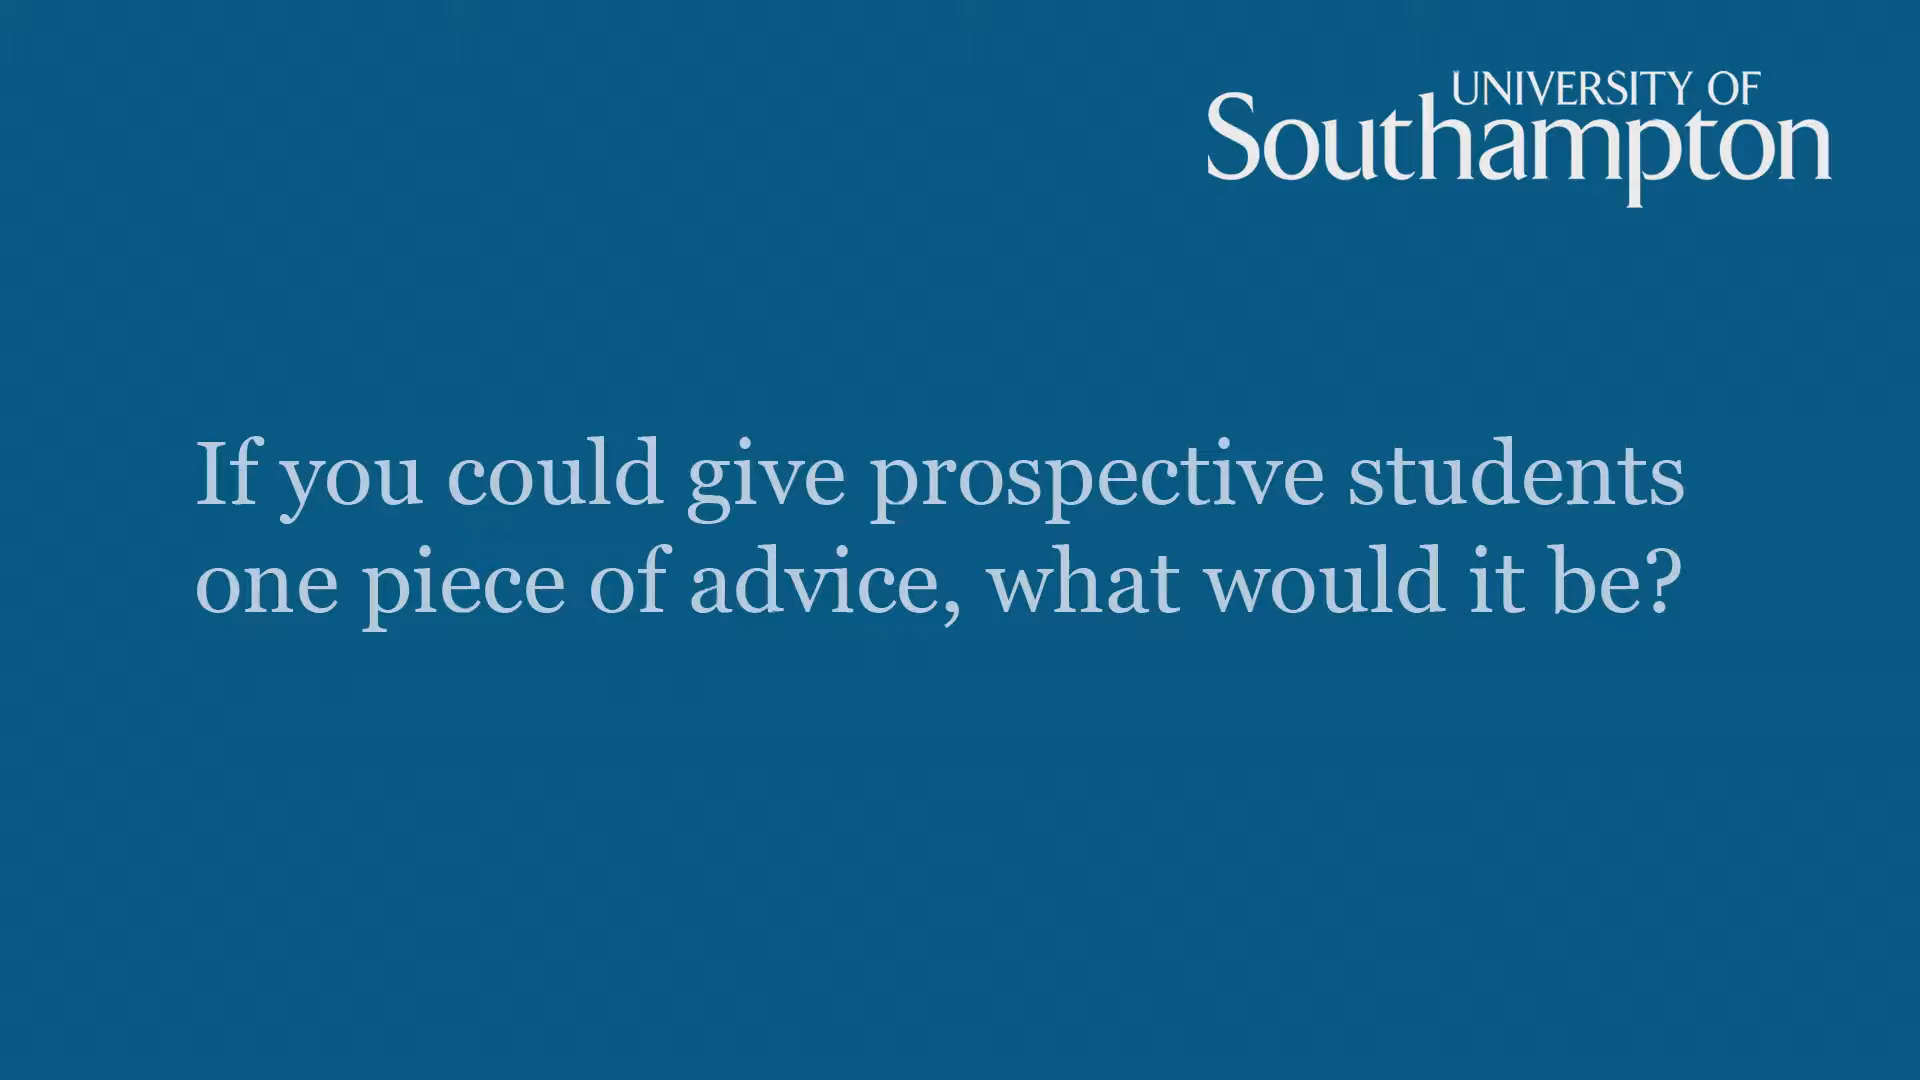 UNIVERSITY OF
Southampton
If you could give prospective students
one piece of advice, what would it be?